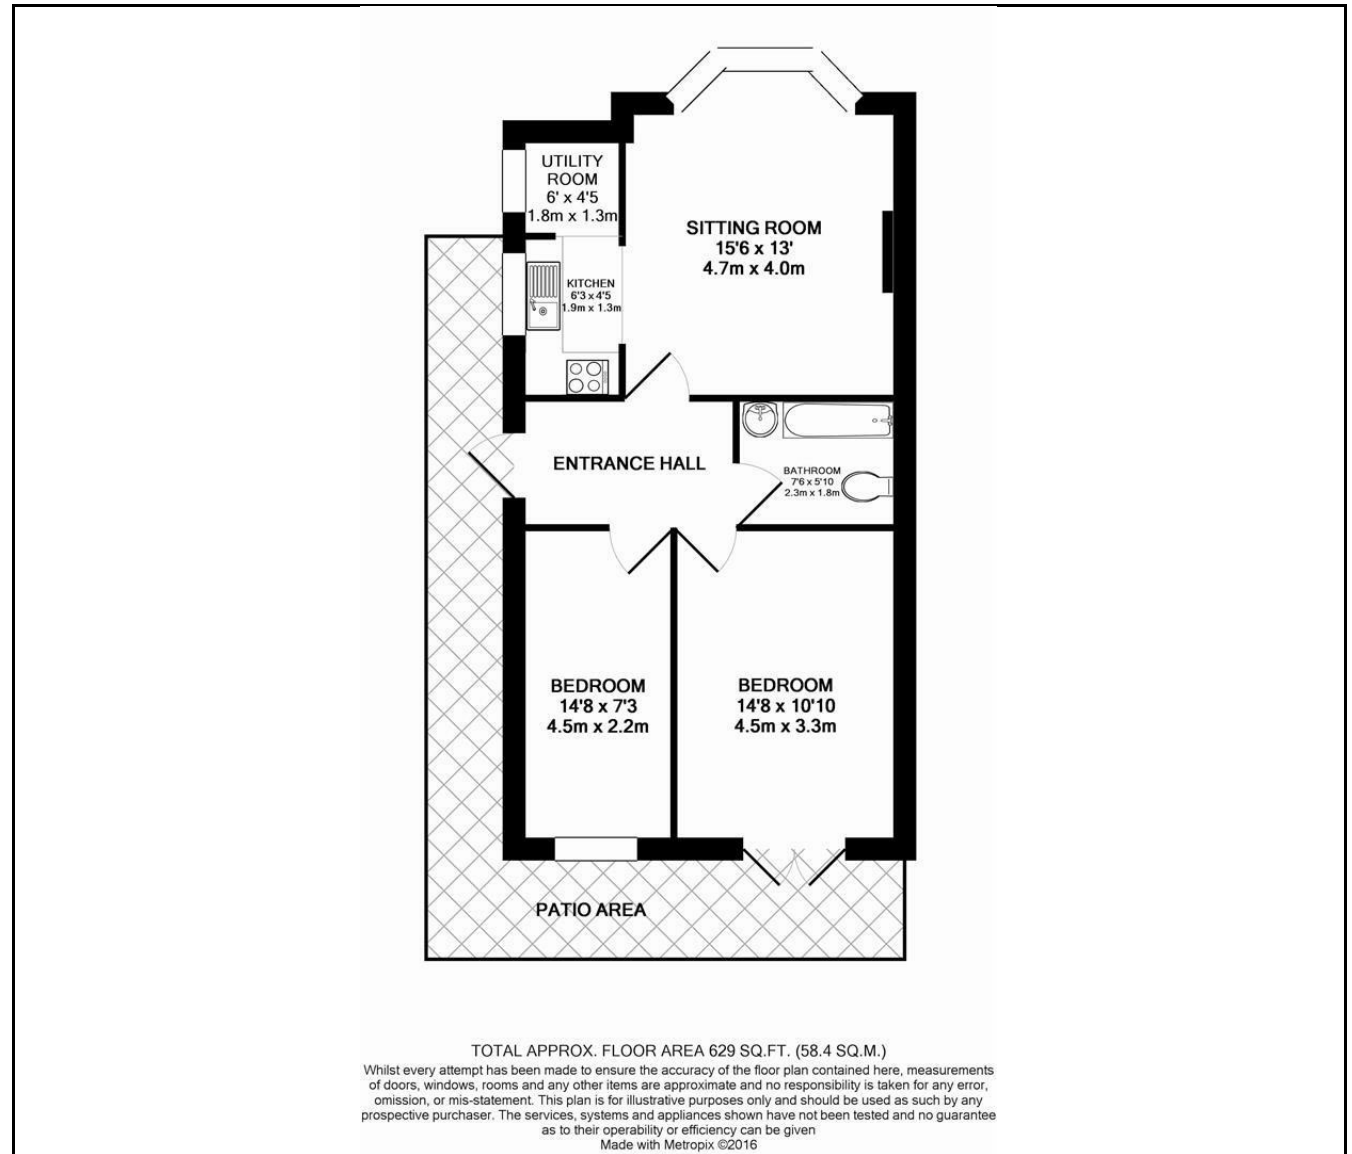 UTILITY
ROOM
6' x 4'5
1.8m x 1.3m
SITTING ROOM
15'6 x 13'
4.7m x 4.0m
KITCHEN
6'3 x 4'5
1.9m x 1.3m
ENTRANCE HALL
BATHROOM
7'6 x 5'10
2.3m x 1.8m
BEDROOM
14'8 x 7'3
4.5m x 2.2m
BEDROOM
14'8 x 10'10
4.5m x 3.3m
PATIO AREA
TOTAL APPROX. FLOOR AREA 629 SQ.FT. (58.4 SQ.M.)
Whilst every attempt has been made to ensure the accuracy of the floor plan contained here, measurements
of doors, windows, rooms and any other items are approximate and no responsibility is taken for any error,
omission, or mis-statement. This plan is for illustrative purposes only and should be used as such by any
prospective purchaser. The services, systems and appliances shown have not been tested and no guarantee
as to their operability or efficiency can be given
Made with Metropix ©2016